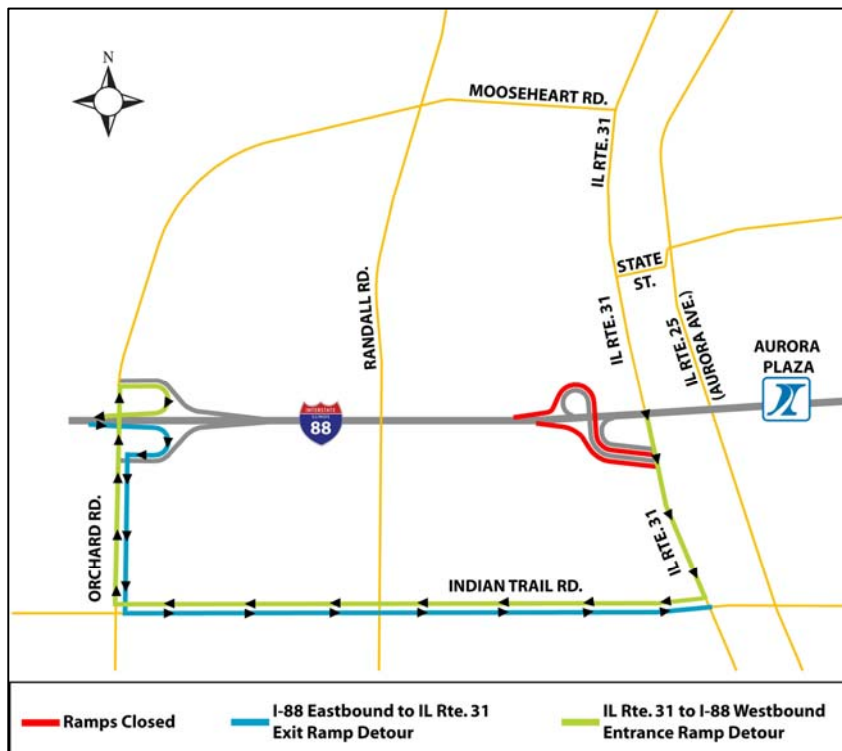 N
MOOSEHEART RD.
IL RTE. 31
STATE
ST.
RANDALL RD.
IL RTE. 31
IL RTE. 25
(AURORA AVE.)
AURORA
PLAZA
INTERSTATE
ILLINOIS
88
ORCHARD RD.
IL RTE. 31
INDIAN TRAIL RD.
Ramps Closed
I-88 Eastbound to IL Rte. 31
Exit Ramp Detour
IL Rte. 31 to I-88 Westbound
Entrance Ramp Detour